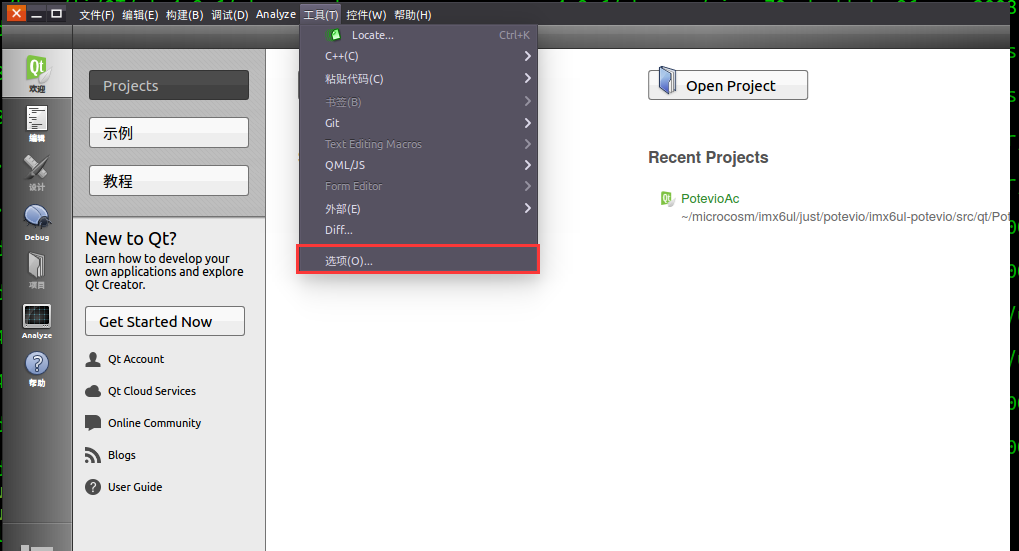 文件(F) 编辑(E) 构建(B) 调试(D) Analyze 工具(T) 控件(W) 帮助(H)
Locate... Ctrl+K
C++(C)
粘贴代码(C)
书签(B)
Git
Text Editing Macros
QML/JS
Form Editor
外部(E)
Diff...
选项(O)...
Qt
欢迎
编辑
设计
Debug
项目
Analyze
帮助
Projects
示例
教程
New to Qt?
Learn how to develop your
own applications and explore
Qt Creator.
Get Started Now
Qt Account
Qt Cloud Services
Online Community
Blogs
User Guide
Open Project
Recent Projects
PotevioAc
~/microcosm/imx6ul/just/potevio/imx6ul-potevio/src/qt/Pot